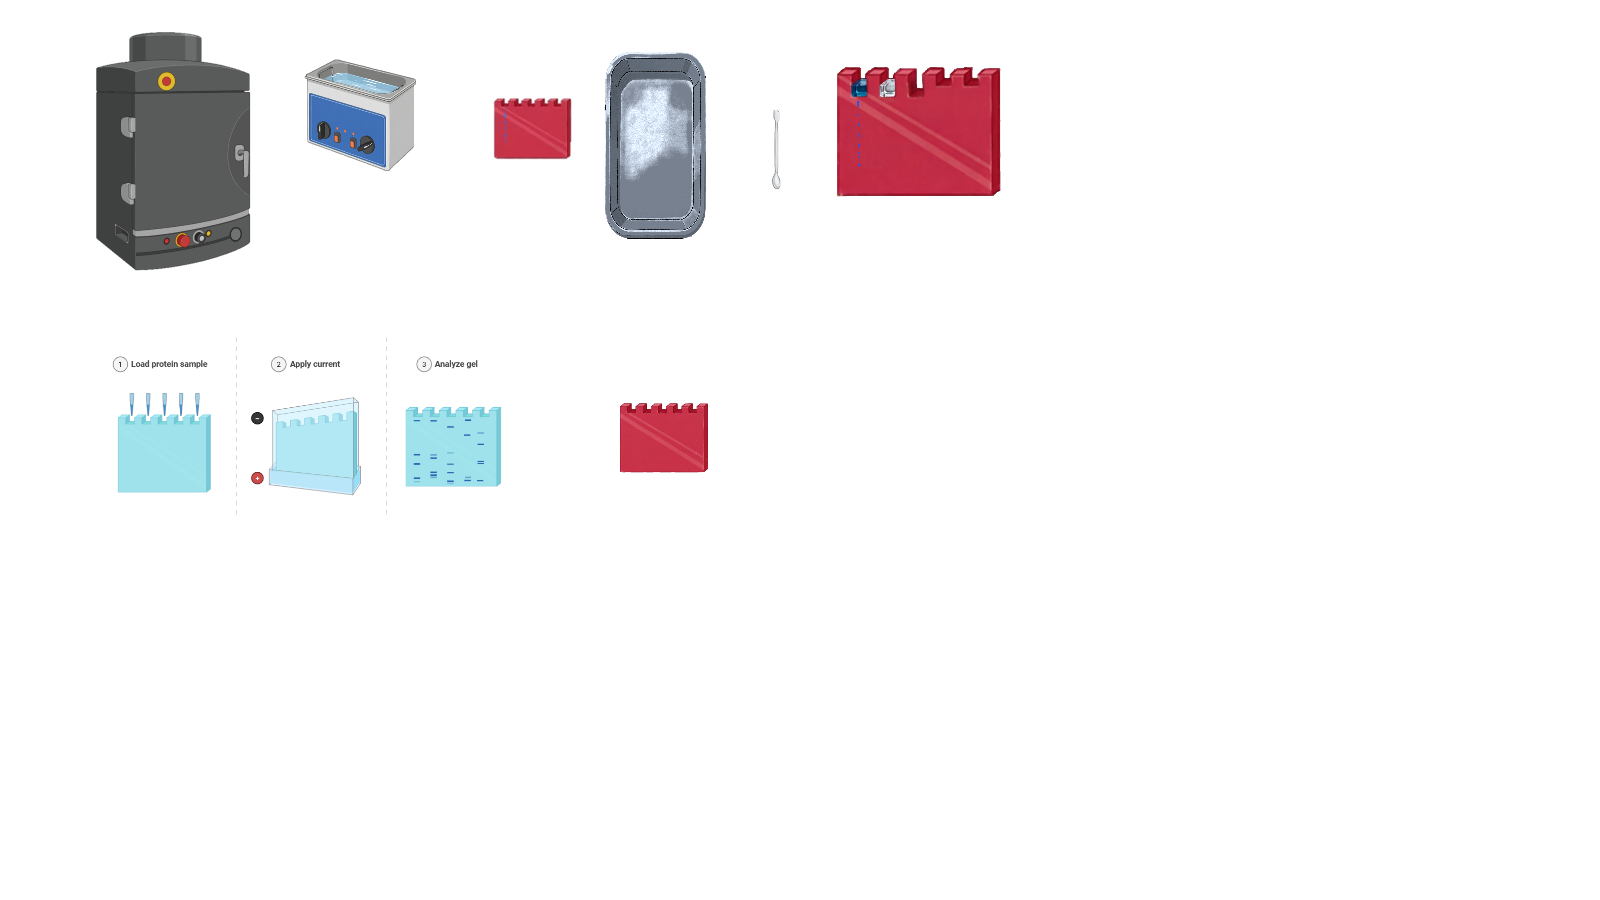 1 Load protein sample
2 Apply current
3 Analyze gel
-
+